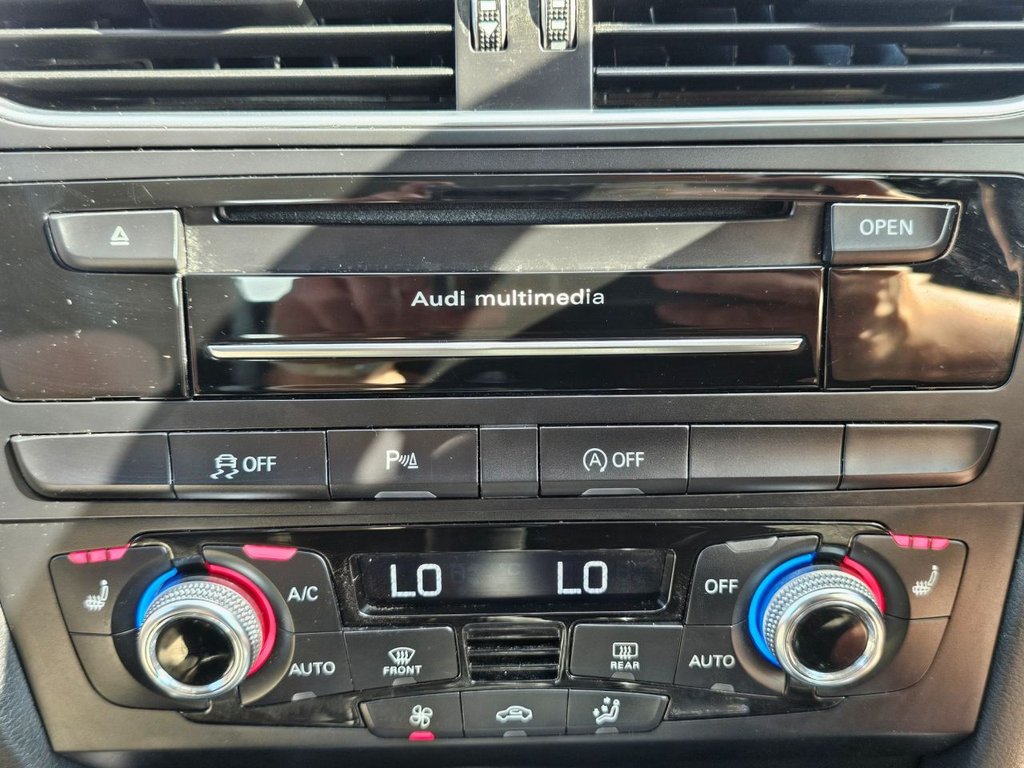 OPEN
Audi multimedia
OFF
P
A OFF
A/C
LO
LO
OFF
AUTO
FRONT
REAR
AUTO